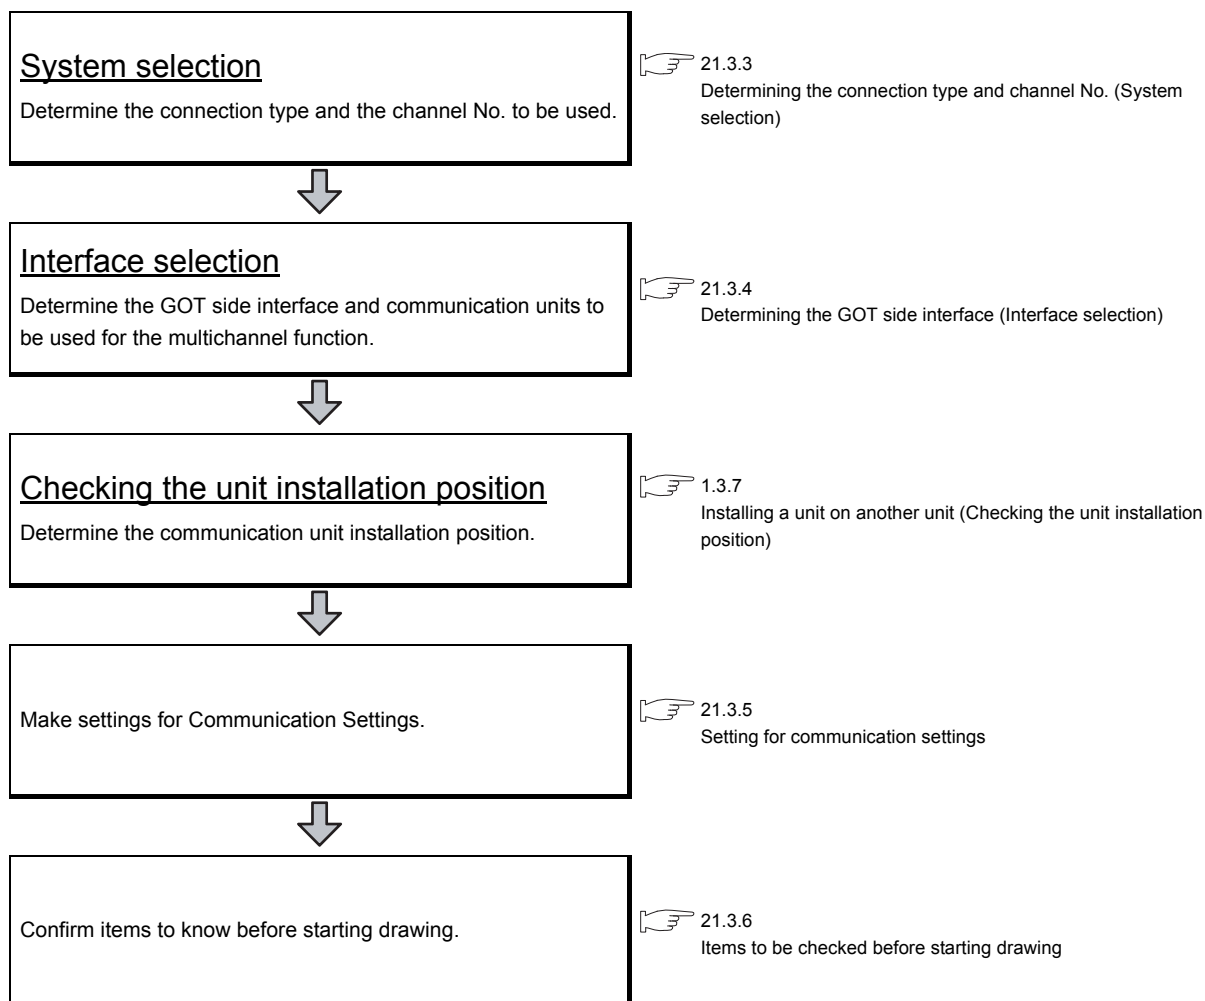 System selection
Determine the connection type and the channel No. to be used.
21.3.3
Determining the connection type and channel No. (System
selection)
Interface selection
Determine the GOT side interface and communication units to
be used for the multichannel function.
21.3.4
Determining the GOT side interface (Interface selection)
Checking the unit installation position
Determine the communication unit installation position.
1.3.7
Installing a unit on another unit (Checking the unit installation
position)
Make settings for Communication Settings.
21.3.5
Setting for communication settings
Confirm items to know before starting drawing.
21.3.6
Items to be checked before starting drawing